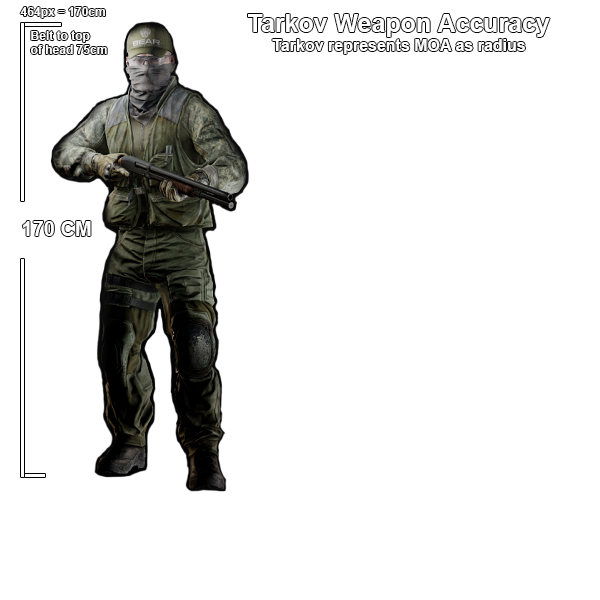 464px = 170cm
Tarkov Weapon Accuracy
Belt to top
of head 75cm
Tarkov represents MOA as radius
BEAR
170 CM